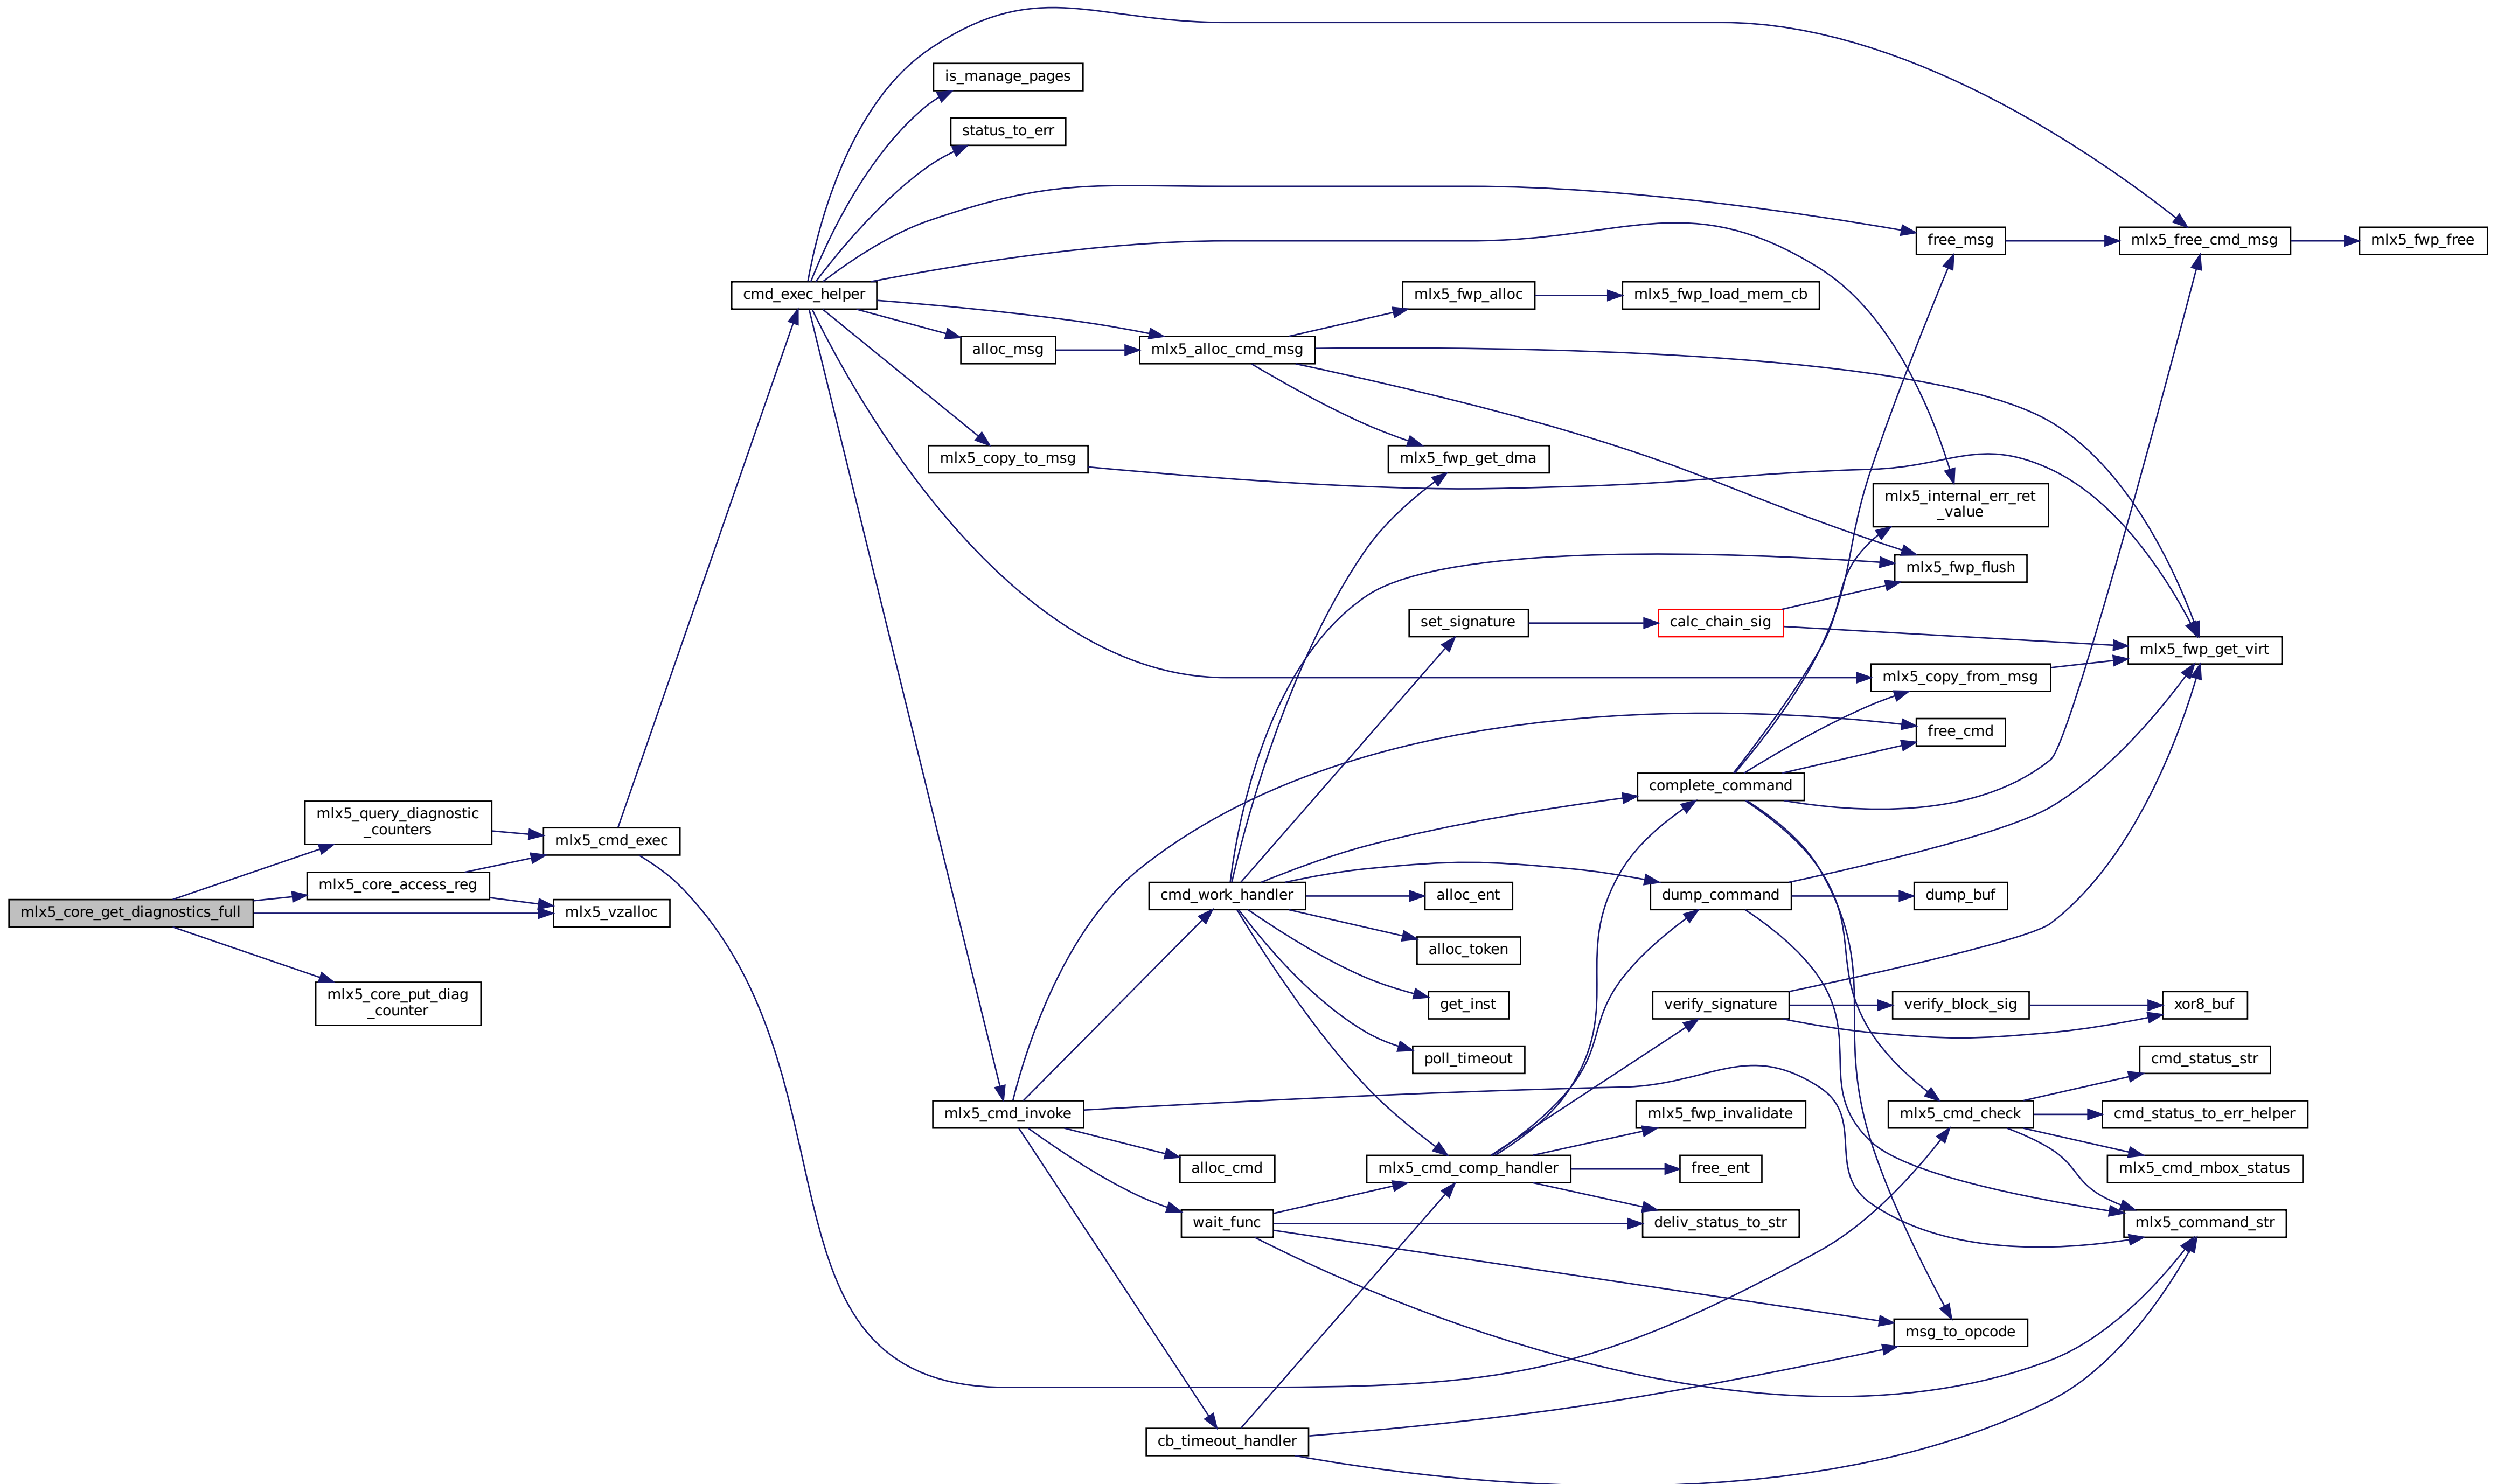 is_manage_pages
status_to_err
free_msg
mlx5_free_cmd_msg
mlx5_fwp_free
cmd_exec_helper
mlx5_fwp_alloc
mlx5_fwp_load_mem_cb
alloc_msg
mlx5_alloc_cmd_msg
mlx5_copy_to_msg
mlx5_fwp_get_dma
mlx5_internal_err_ret
_value
mlx5_fwp_flush
set_signature
calc_chain_sig
mlx5_fwp_get_virt
mlx5_copy_from_msg
free_cmd
complete_command
mlx5_query_diagnostic
_counters
mlx5_cmd_exec
mlx5_core_access_reg
cmd_work_handler
alloc_ent
dump_command
dump_buf
mlx5_core_get_diagnostics_full
mlx5_vzalloc
alloc_token
mlx5_core_put_diag
_counter
get_inst
verify_signature
verify_block_sig
xor8_buf
poll_timeout
cmd_status_str
mlx5_cmd_invoke
mlx5_fwp_invalidate
mlx5_cmd_check
cmd_status_to_err_helper
alloc_cmd
mlx5_cmd_comp_handler
free_ent
mlx5_cmd_mbox_status
wait_func
deliv_status_to_str
mlx5_command_str
msg_to_opcode
cb_timeout_handler